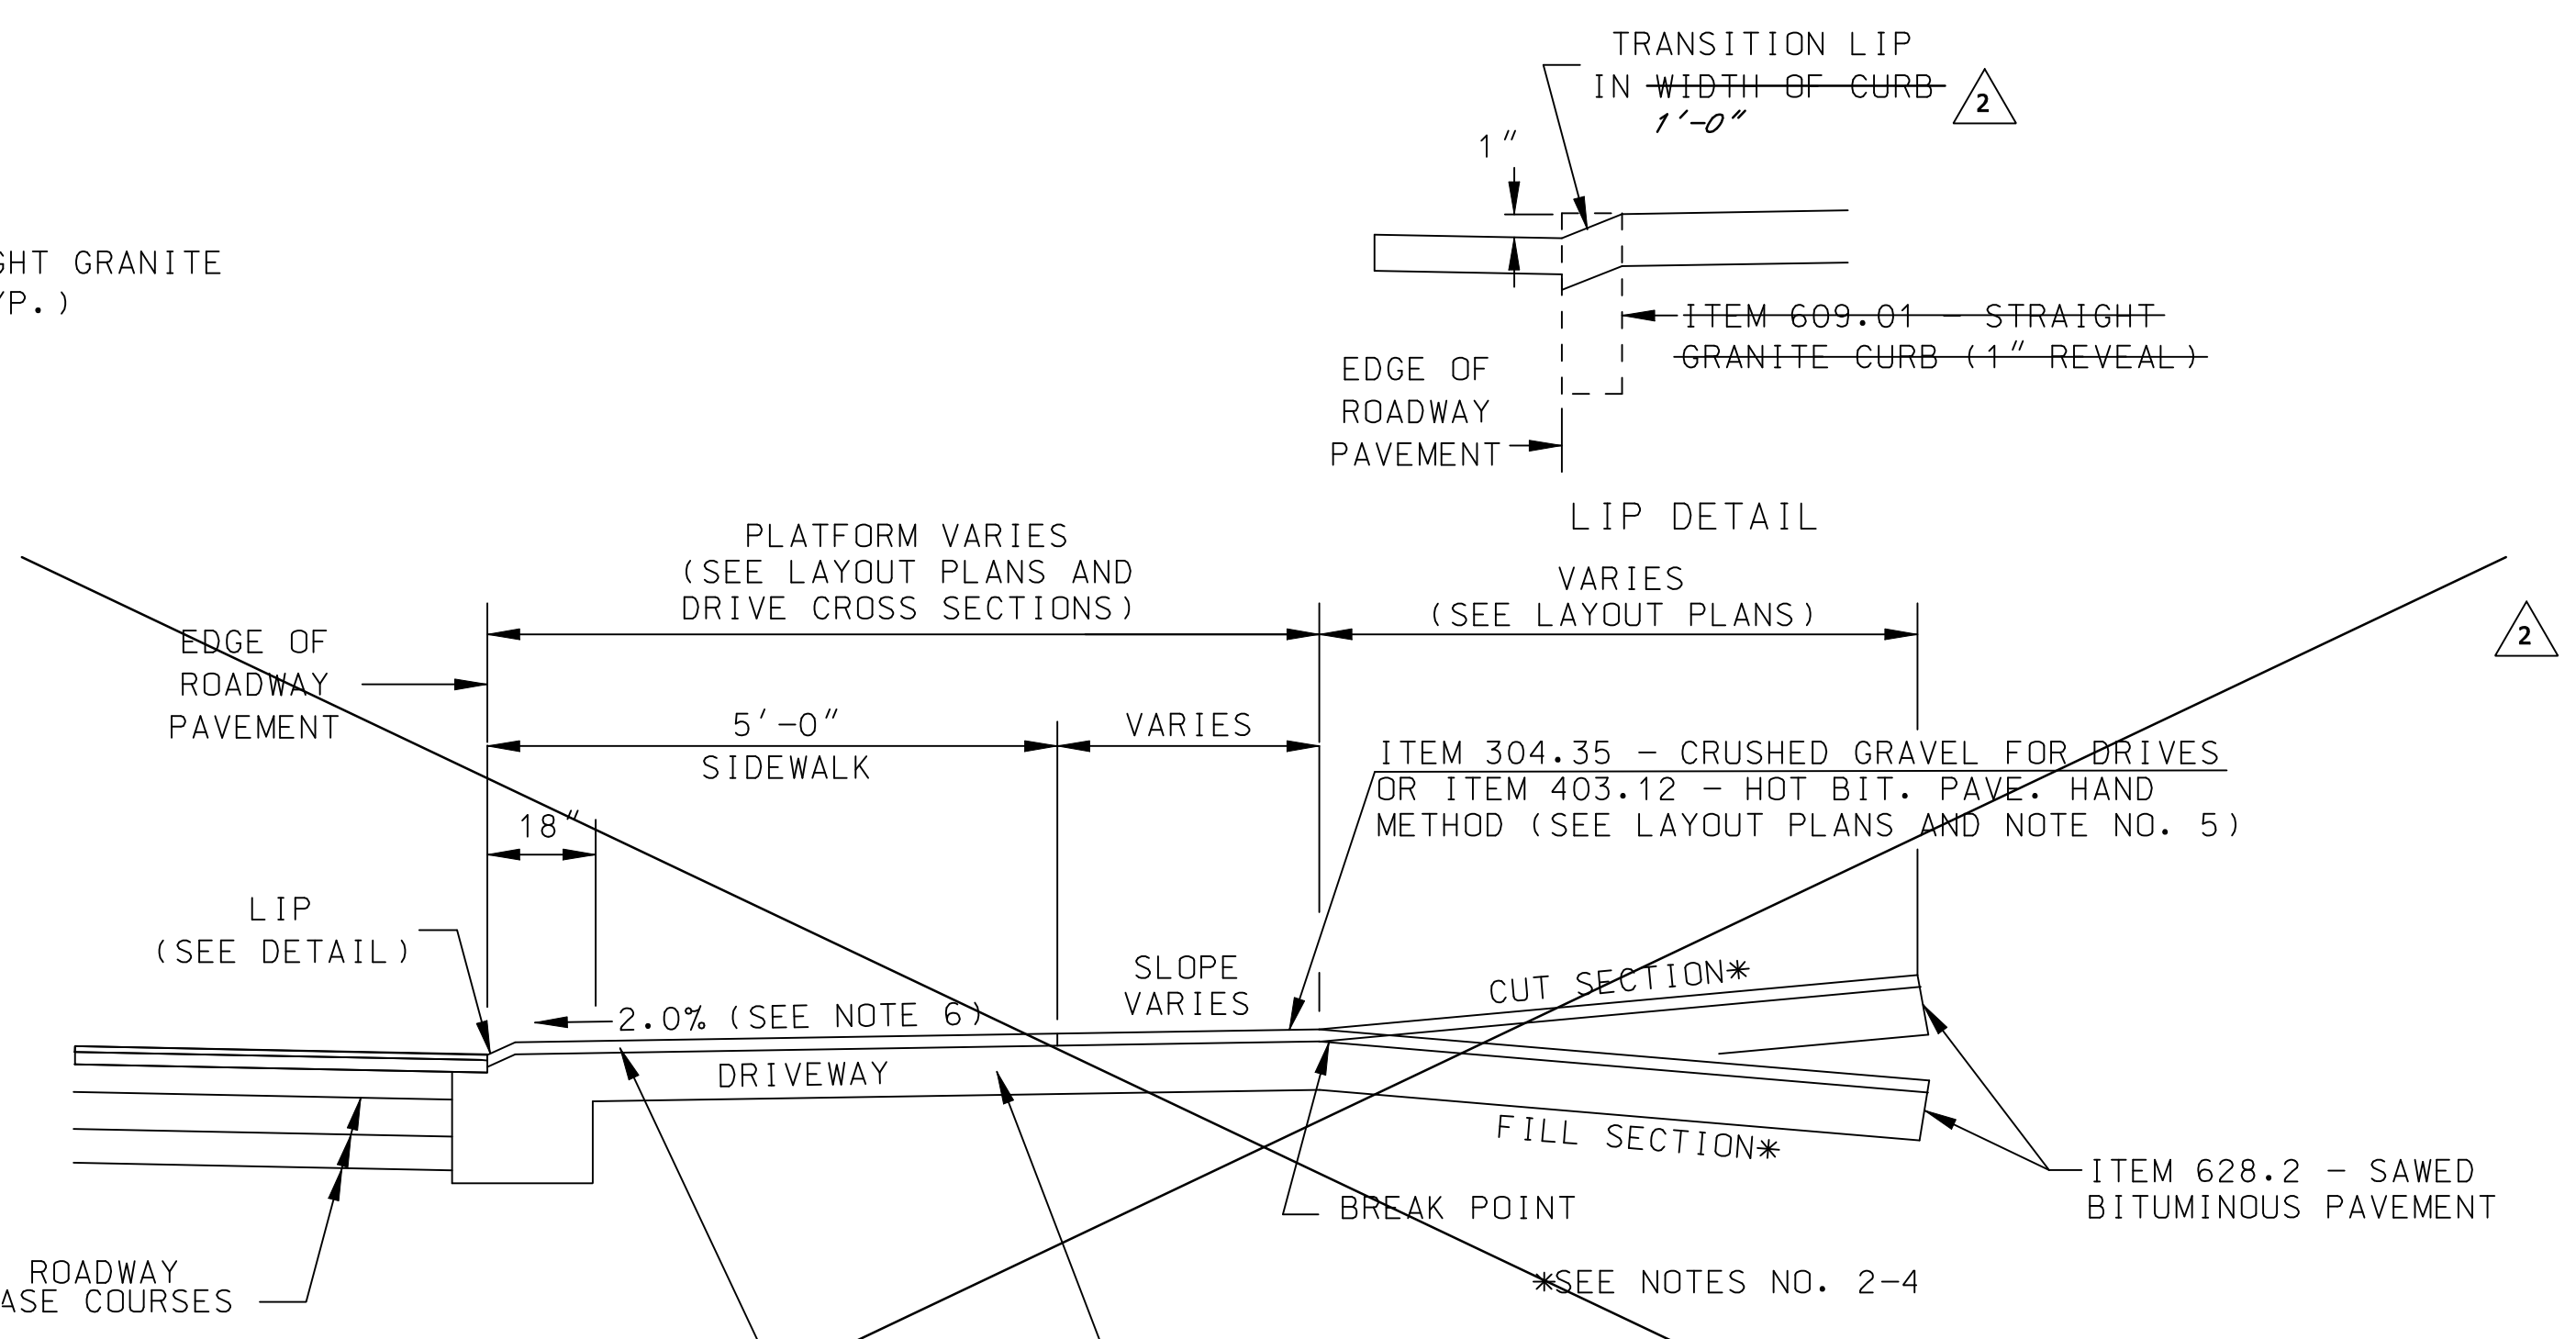 TRANSITION LIP
IN WIDTH OF CURB
1'-0"
2
1"
GHT GRANITE
YP.)
ITEM 609.01 - STRAIGHT
GRANITE CURB (1" REVEAL)
EDGE OF
ROADWAY
PAVEMENT
LIP DETAIL
PLATFORM VARIES
(SEE LAYOUT PLANS AND
DRIVE CROSS SECTIONS)
VARIES
(SEE LAYOUT PLANS)
2
EDGE OF
ROADWAY
PAVEMENT
5'-0"
SIDEWALK
VARIES
ITEM 304.35 - CRUSHED GRAVEL FOR DRIVES
OR ITEM 403.12 - HOT BIT. PAVE. HAND
METHOD (SEE LAYOUT PLANS AND NOTE NO. 5)
18"
LIP
(SEE DETAIL)
SLOPE
VARIES
CUT SECTION*
2.0% (SEE NOTE 6)
DRIVEWAY
FILL SECTION*
ITEM 628.2 - SAWED
BITUMINOUS PAVEMENT
BREAK POINT
*SEE NOTES NO. 2-4
ROADWAY
ASE COURSES